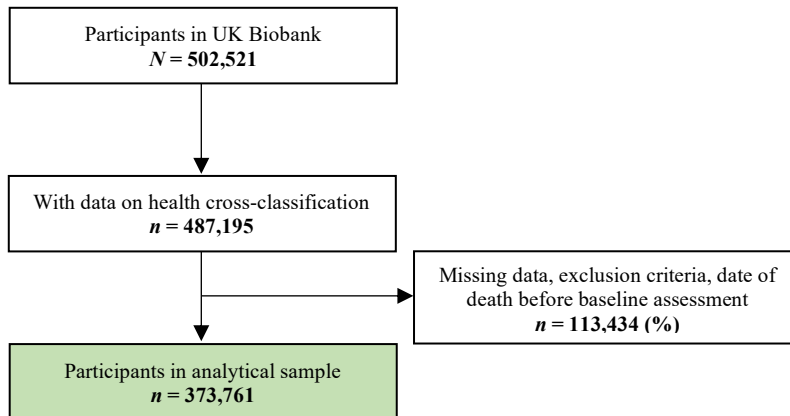 Participants in UK Biobank
N = 502,521
With data on health cross-classification
n = 487,195
Missing data, exclusion criteria, date of
death before baseline assessment
n = 113,434 (%)
Participants in analytical sample
n = 373,761